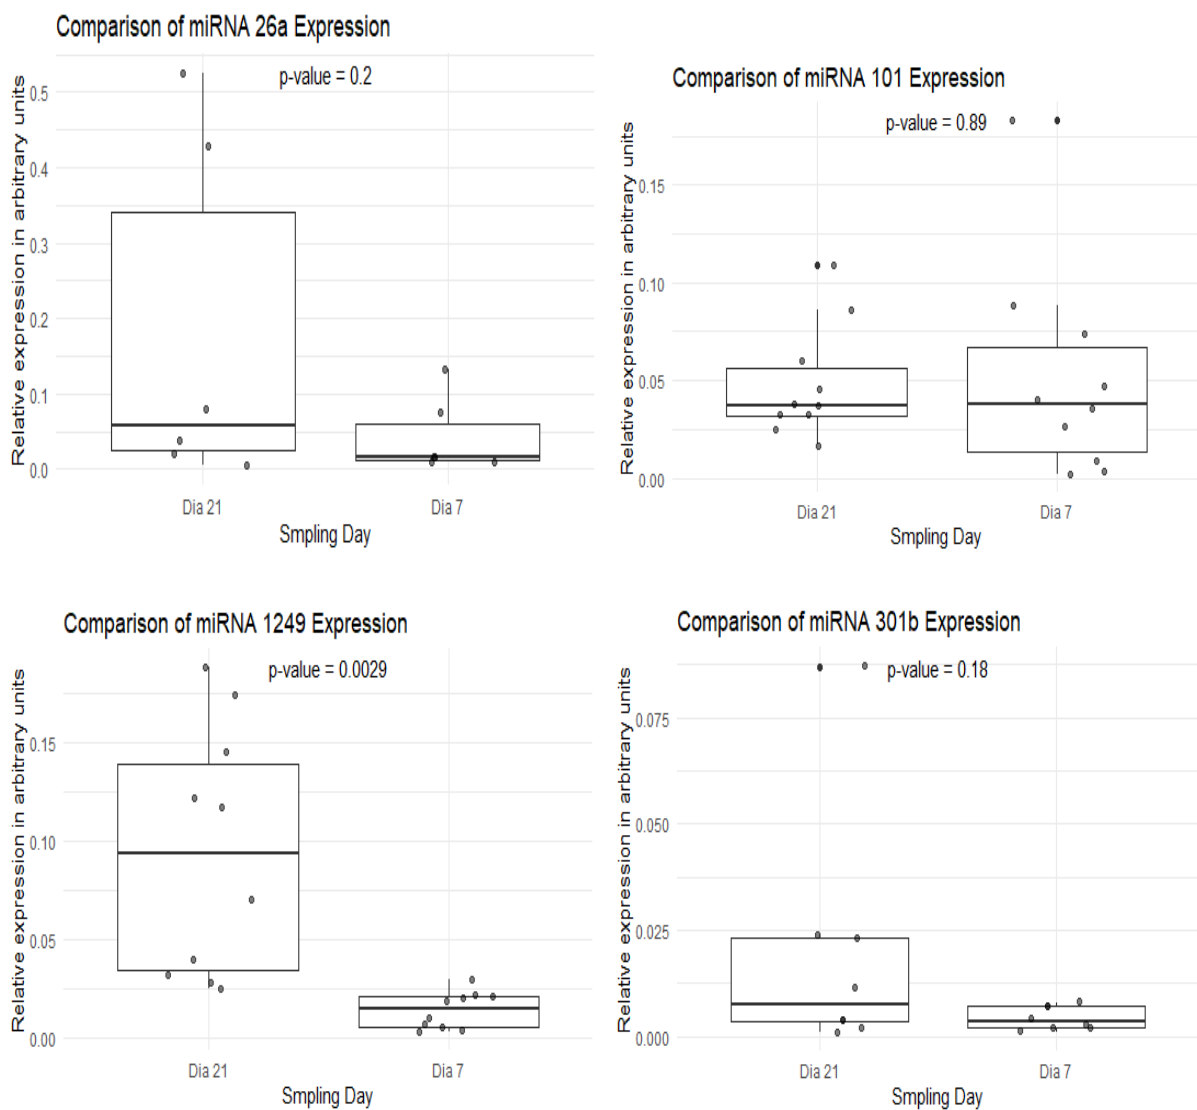 Comparison of miRNA 26a Expression
p-value = 0.2
Relative expression in arbitrary units
0.5
0.4
0.3
0.2
0.1
0.0
Dia 21
Dia 7
Smpling Day
Comparison of miRNA 101 Expression
p-value = 0.89
Relative expression in arbitrary units
0.15
0.10
0.05
0.00
Dia 21
Dia 7
Smpling Day
Comparison of miRNA 1249 Expression
p-value = 0.0029
Relative expression in arbitrary units
0.15
0.10
0.05
0.00
Dia 21
Dia 7
Smpling Day
Comparison of miRNA 301b Expression
p-value = 0.18
Relative expression in arbitrary units
0.075
0.050
0.025
0.000
Dia 21
Dia 7
Smpling Day